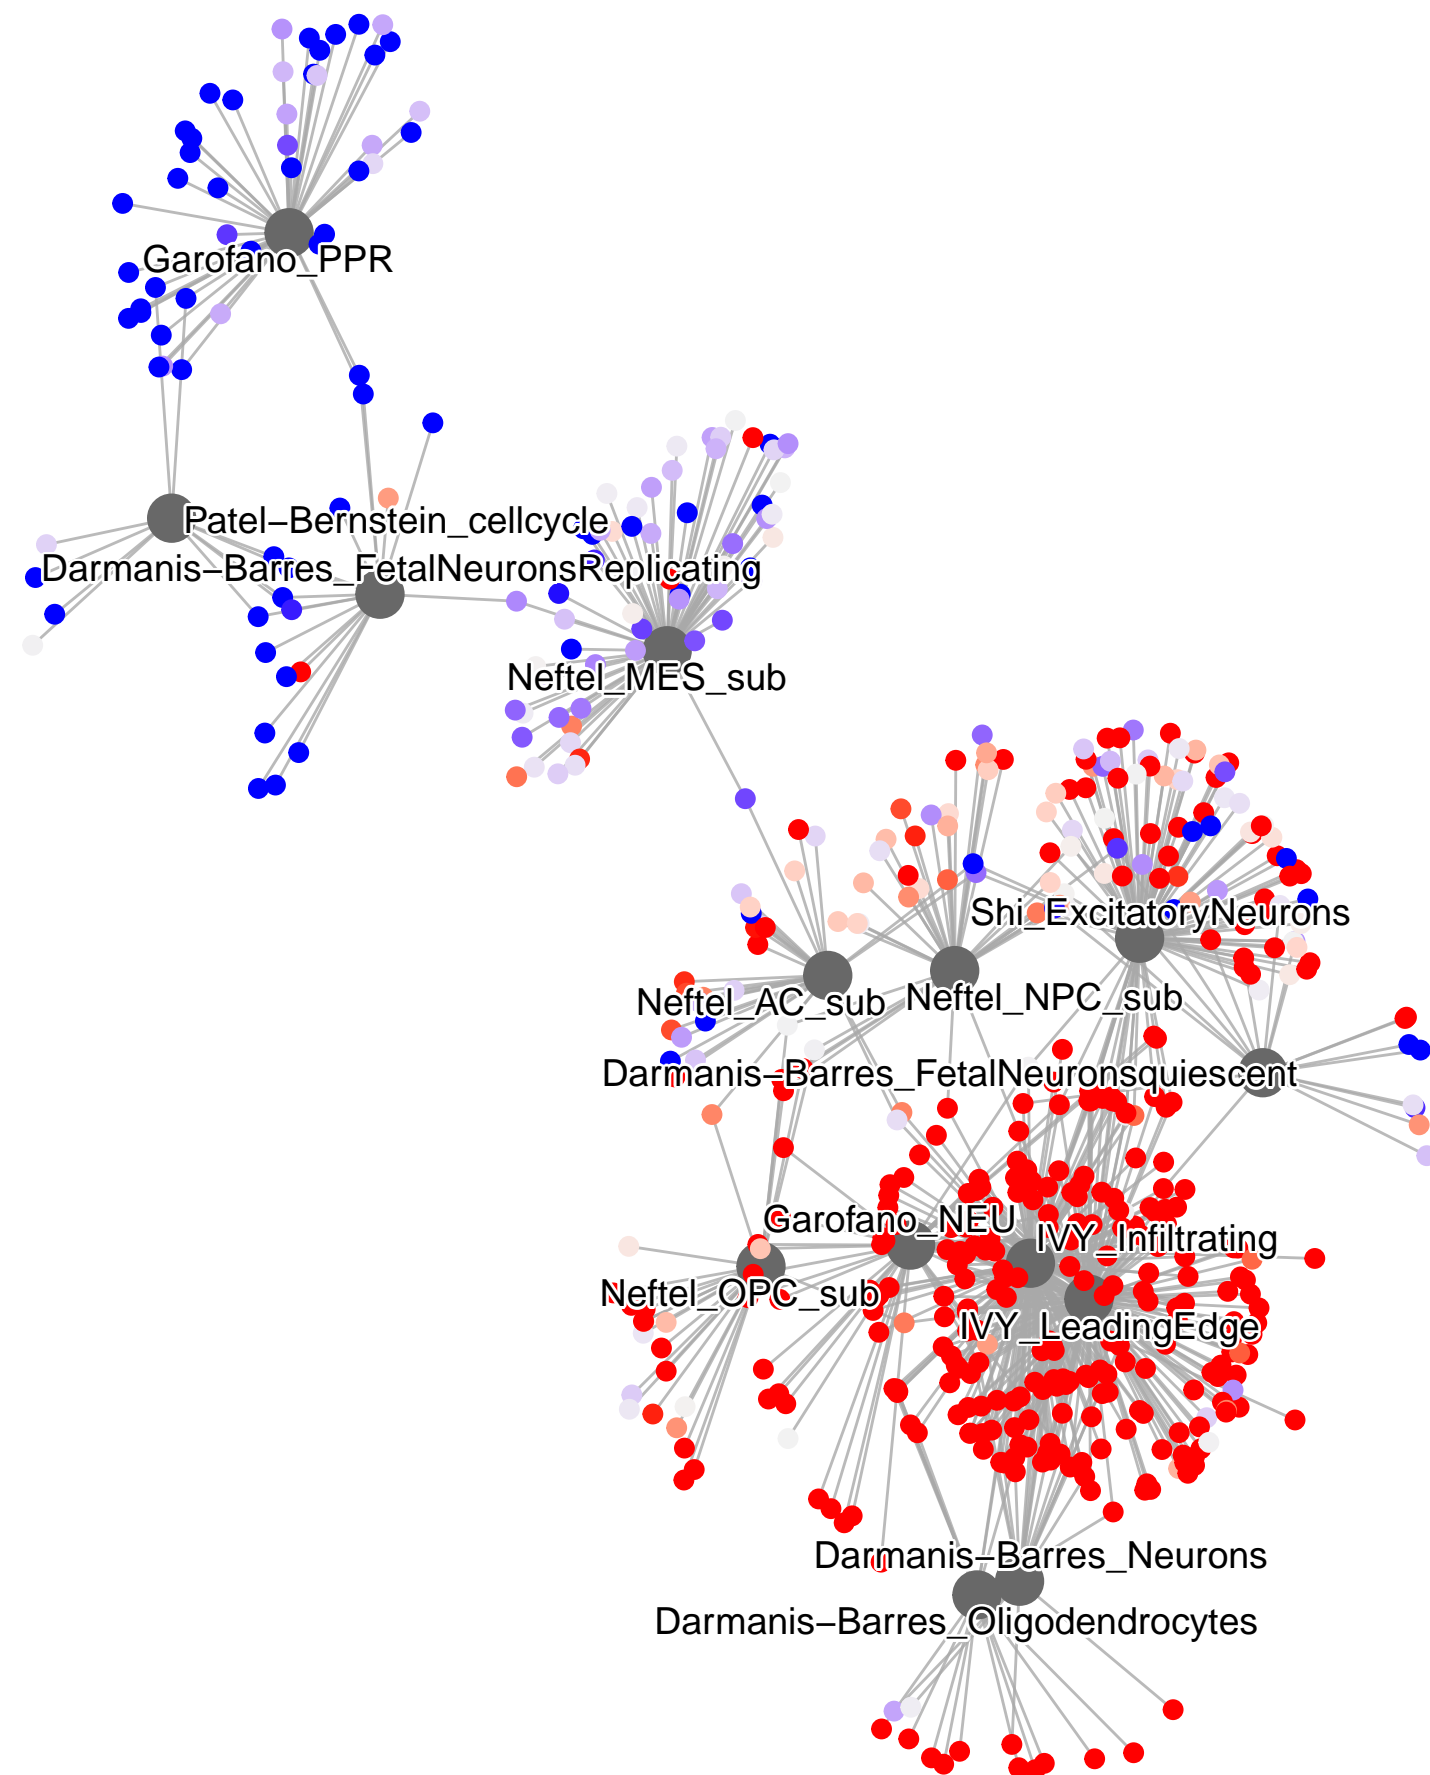 Garofano_PPR
Patel−Bernstein_cellcycle
Darmanis−Barres_FetalNeuronsReplicating
Neftel_MES_sub
Shi_ExcitatoryNeurons
Neftel_AC_sub
Neftel_NPC_sub
Darmanis−Barres_FetalNeuronsquiescent
Garofano_NEU
IVY_Infiltrating
Neftel_OPC_sub
IVY_LeadingEdge
Darmanis−Barres_Neurons
Darmanis−Barres_Oligodendrocytes